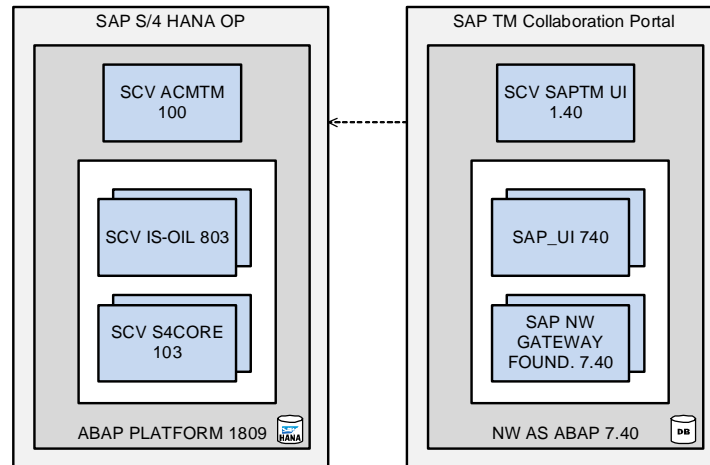 SAP S/4 HANA OP
SCV ACMTM
100
SCV IS-OIL 803
SCV S4CORE
103
ABAP PLATFORM 1809
SAP
HANA
SAP TM Collaboration Portal
SCV SAPTM UI
1.40
SAP_UI 740
SAP NW
GATEWAY
FOUND. 7.40
NW AS ABAP 7.40
DB